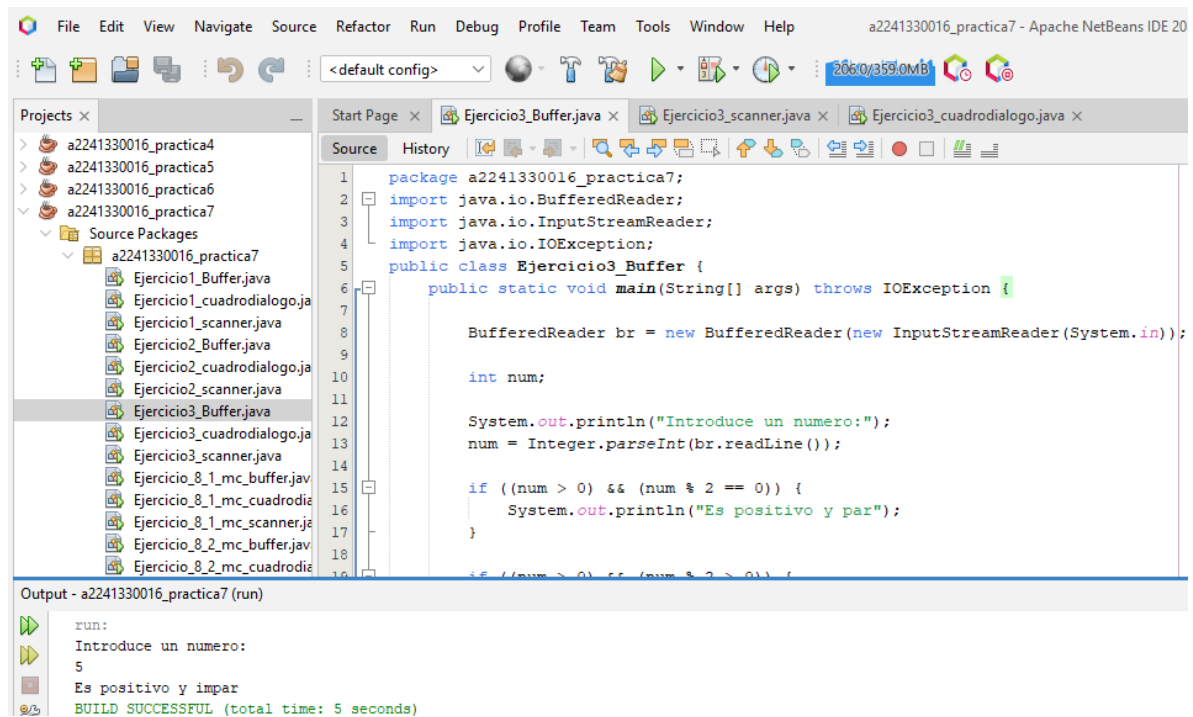 File Edit View Navigate Source Refactor Run Debug Profile Team Tools Window Help a2241330016_practica7 - Apache NetBeans IDE 20
<default config> 206.0/359.0MB
Projects
Start Page Ejercicio3_Buffer.java Ejercicio3_scanner.java Ejercicio3_cuadrodialogo.java
Source History
a2241330016_practica4
a2241330016_practica5
a2241330016_practica6
a2241330016_practica7
Source Packages
a2241330016_practica7
Ejercicio1_Buffer.java
Ejercicio1_cuadrodialogo.ja
Ejercicio1_scanner.java
Ejercicio2_Buffer.java
Ejercicio2_cuadrodialogo.ja
Ejercicio2_scanner.java
Ejercicio3_Buffer.java
Ejercicio3_cuadrodialogo.ja
Ejercicio3_scanner.java
Ejercicio_8_1_mc_buffer.jav
Ejercicio_8_1_mc_cuadrodia
Ejercicio_8_1_mc_scanner.ja
Ejercicio_8_2_mc_buffer.jav
Ejercicio_8_2_mc_cuadrodia
1 package a2241330016_practica7;
2 import java.io.BufferedReader;
3 import java.io.InputStreamReader;
4 import java.io.IOException;
5 public class Ejercicio3_Buffer {
6 public static void main(String[] args) throws IOException {
7
8 BufferedReader br = new BufferedReader(new InputStreamReader(System.in));
9
10 int num;
11
12 System.out.println("Introduce un numero:");
13 num = Integer.parseInt(br.readLine());
14
15 if ((num > 0) && (num % 2 == 0)) {
16 System.out.println("Es positivo y par");
17 }
18
19 if ((num > 0) && (num % 2 > 0)) {
Output - a2241330016_practica7 (run)
run:
Introduce un numero:
5
Es positivo y impar
BUILD SUCCESSFUL (total time: 5 seconds)